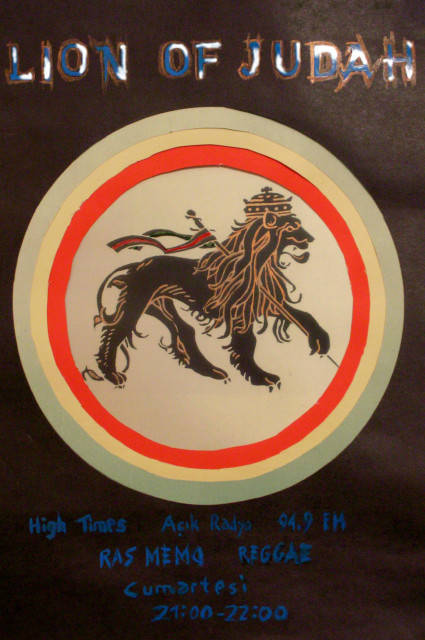 LION OF JUDAH
High Times Açık Radyo 94.9 FM
RAS MEMO REGGAE
Cumartesi
21:00-22:00